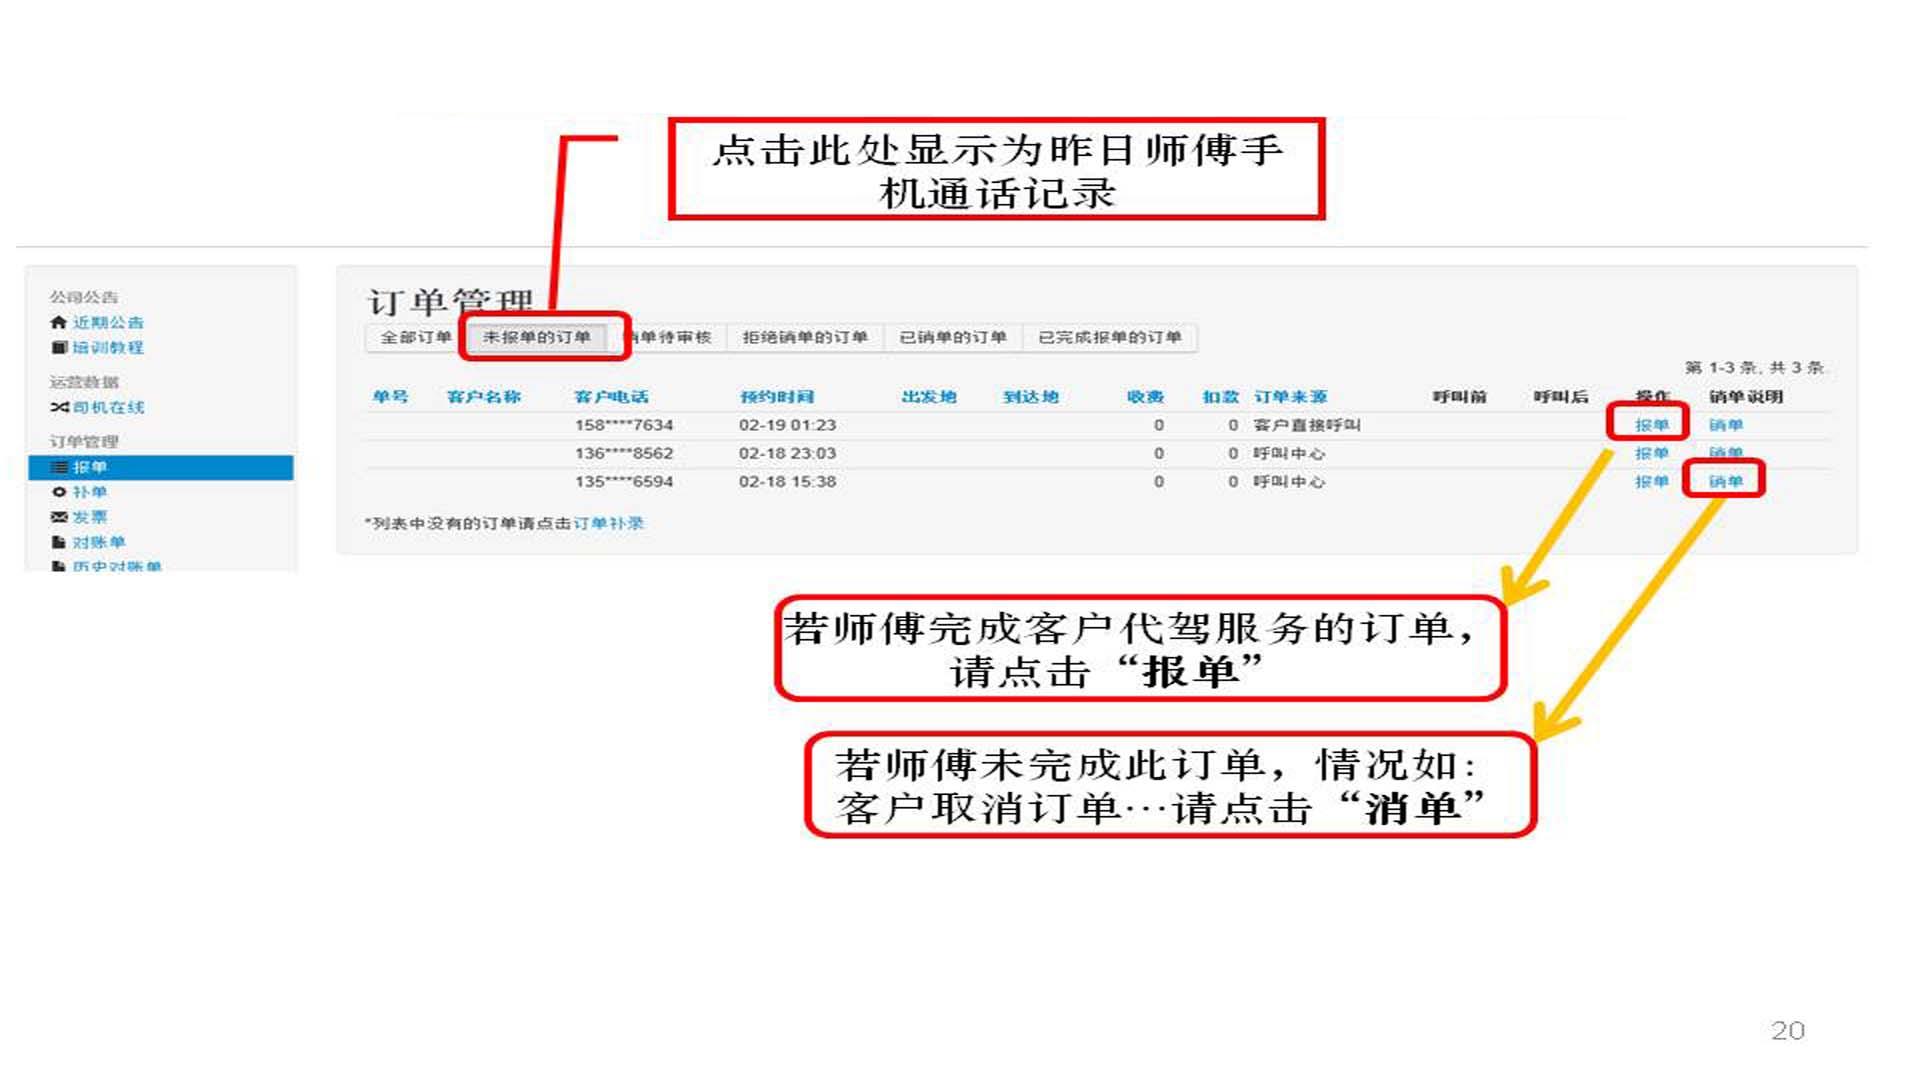 点击此处显示为昨日师傅手
机通话记录
公司公告
近期公告
培训教程
运营数据
司机在线
订单管理
报单
补单
发票
对账单
历史对账单
订单管理
全部订单 未报单的订单 销单待审核 拒绝销单的订单 已销单的订单 已完成报单的订单
第 1-3 条, 共 3 条.
单号 客户名称 客户电话 预约时间 出发地 到达地 收费 扣款 订单来源 呼叫前 呼叫后 操作 销单说明
158****7634 02-19 01:23 0 0 客户直接呼叫 报单 销单
136****8562 02-18 23:03 0 0 呼叫中心 报单 销单
135****6594 02-18 15:38 0 0 呼叫中心 报单 销单
*列表中没有的订单请点击订单补录
若师傅完成客户代驾服务的订单，
请点击“报单”
若师傅未完成此订单，情况如：
客户取消订单…请点击“消单”
20